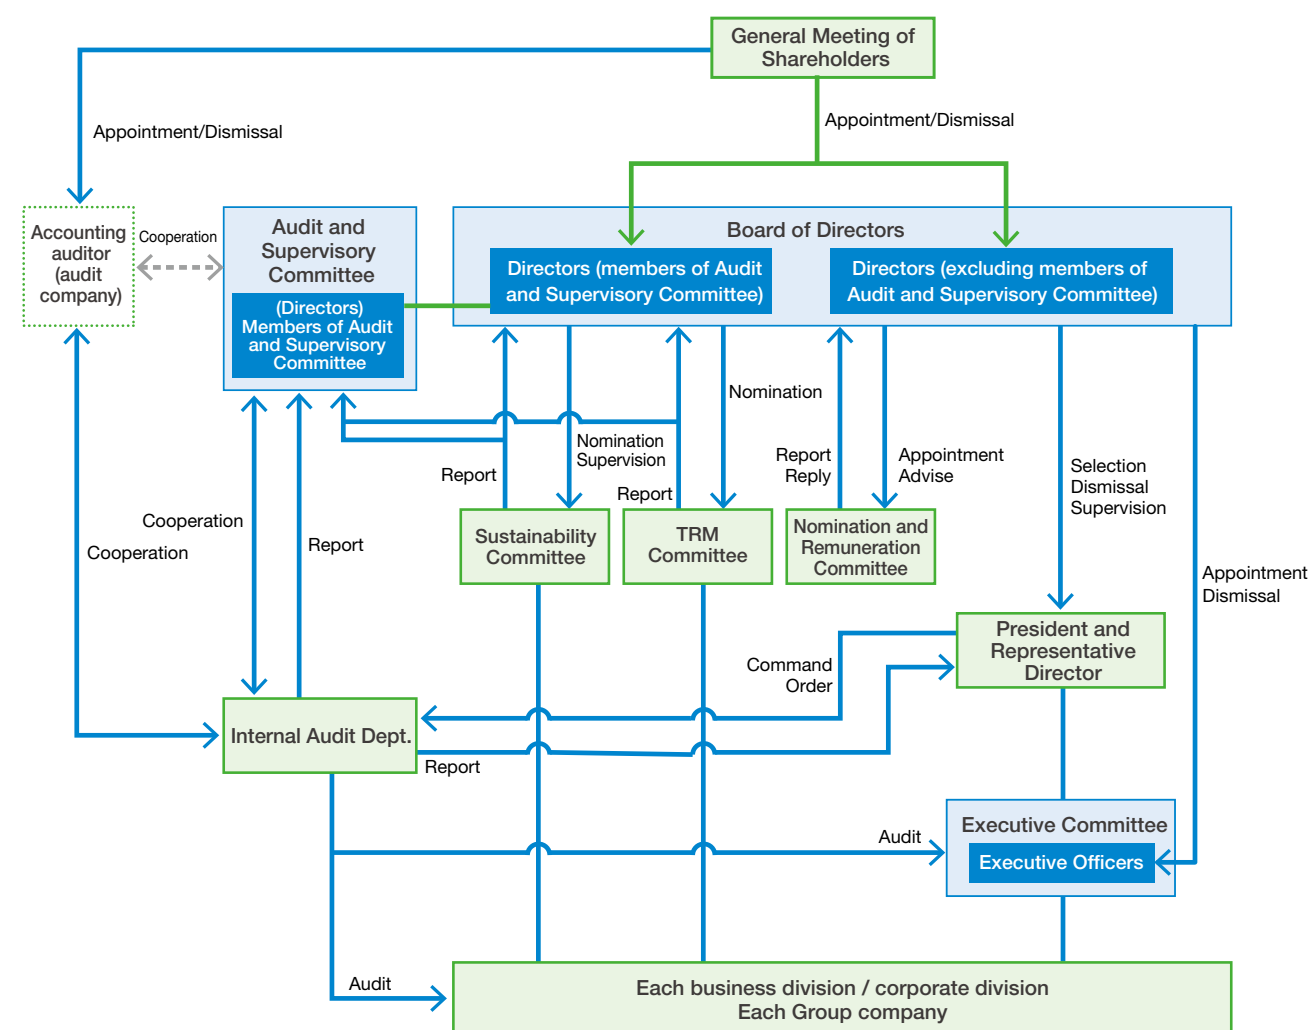 General Meeting of
Shareholders
Appointment/Dismissal
Appointment/Dismissal
Accounting
auditor
(audit
company)
Cooperation
Audit and
Supervisory
Committee
(Directors)
Members of Audit
and Supervisory
Committee
Board of Directors
Directors (members of Audit
and Supervisory Committee)
Directors (excluding members of
Audit and Supervisory Committee)
Nomination
Nomination
Supervision
Report
Report
Report
Reply
Appointment
Advise
Selection
Dismissal
Supervision
Cooperation
Cooperation
Report
Sustainability
Committee
TRM
Committee
Nomination and
Remuneration
Committee
Appointment
Dismissal
President and
Representative
Director
Command
Order
Internal Audit Dept.
Report
Executive Committee
Executive Officers
Audit
Audit
Each business division / corporate division
Each Group company